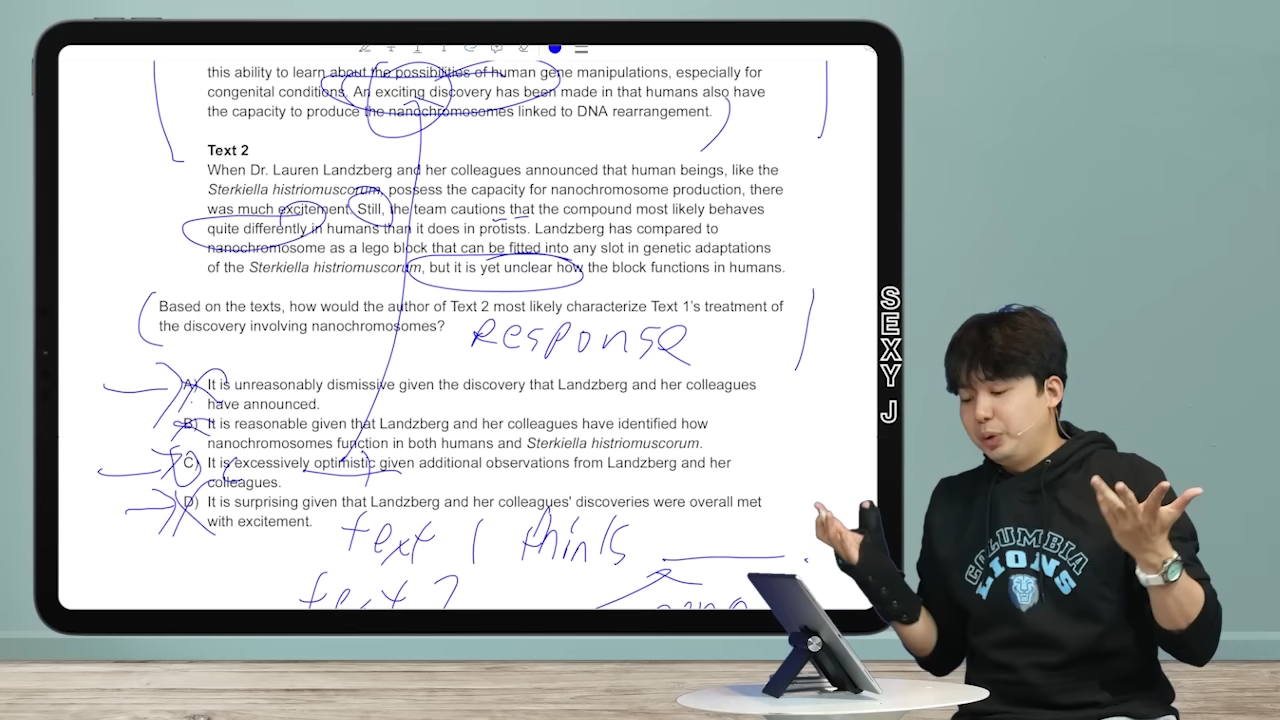 this ability to learn about the possibilities of human gene manipulations, especially for
congenital conditions. An exciting discovery has been made in that humans also have
the capacity to produce the nanochromosomes linked to DNA rearrangement.
Text 2
When Dr. Lauren Landzberg and her colleagues announced that human beings, like the
Sterkiella histriomuscorum, possess the capacity for nanochromosome production, there
was much excitement. Still, the team cautions that the compound most likely behaves
quite differently in humans than it does in protists. Landzberg has compared to
nanochromosome as a lego block that can be fitted into any slot in genetic adaptations
of the Sterkiella histriomuscorum, but it is yet unclear how the block functions in humans.
Based on the texts, how would the author of Text 2 most likely characterize Text 1's treatment of
the discovery involving nanochromosomes?
Response
A) It is unreasonably dismissive given the discovery that Landzberg and her colleagues
have announced.
B) It is reasonable given that Landzberg and her colleagues have identified how
nanochromosomes function in both humans and Sterkiella histriomuscorum.
C) It is excessively optimistic given additional observations from Landzberg and her
colleagues.
D) It is surprising given that Landzberg and her colleagues' discoveries were overall met
with excitement.
text 1 thinks
text 2
SEXY J
COLUMBIA
LIONS